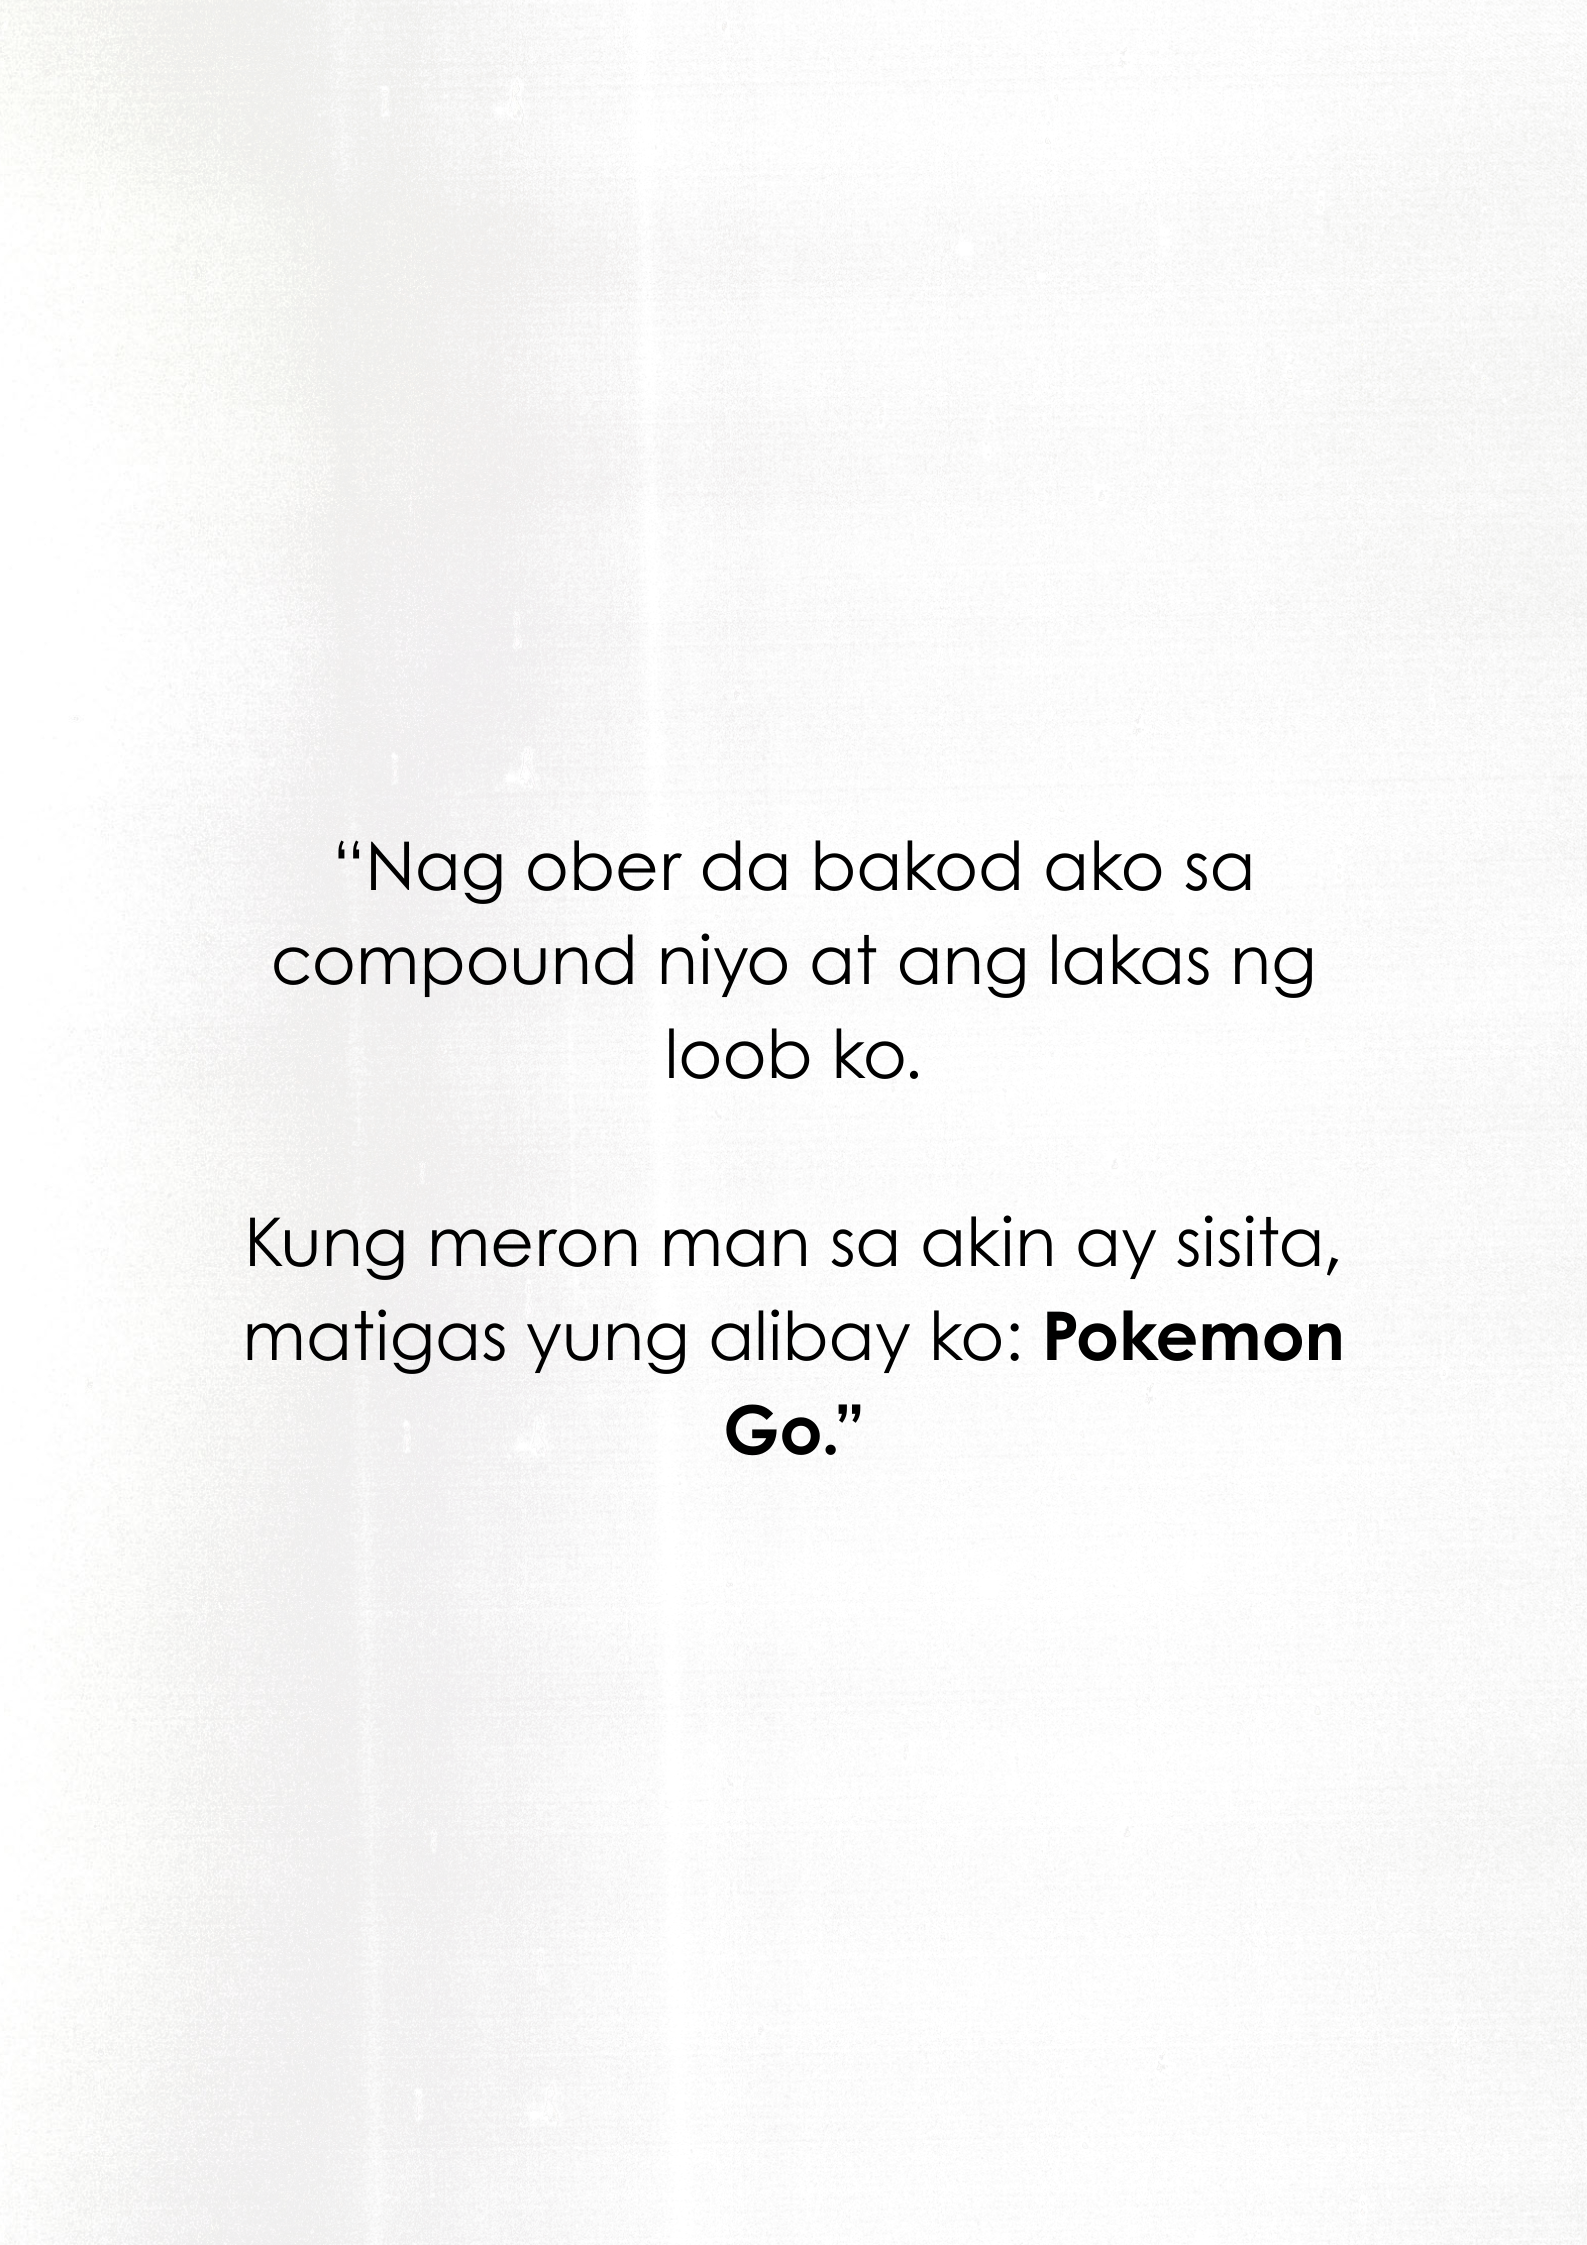 “Nag ober da bakod ako sa
compound niyo at ang lakas ng
loob ko.
Kung meron man sa akin ay sisita,
matigas yung alibay ko: Pokemon
Go.”